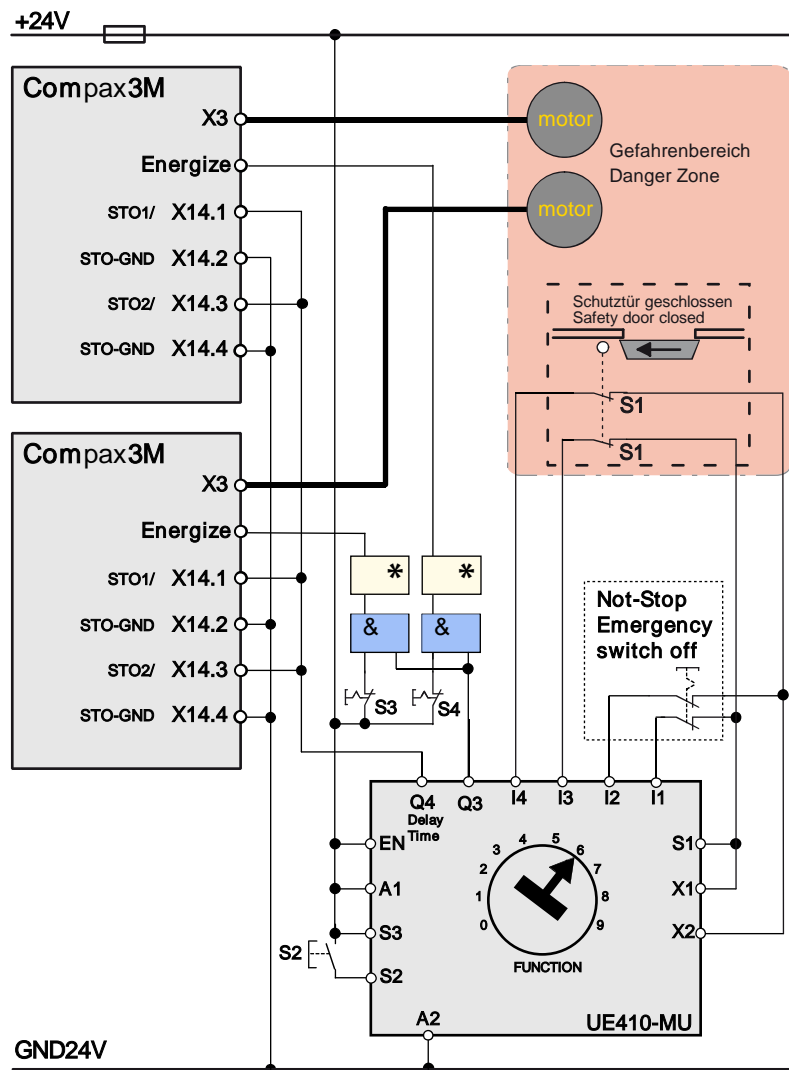 +24V
Compax3M
X3
Energize
STO1/ X14.1
STO-GND X14.2
STO2/ X14.3
STO-GND X14.4
motor
motor
Gefahrenbereich
Danger Zone
Schutztür geschlossen
Safety door closed
S1
S1
Compax3M
X3
Energize
STO1/ X14.1
STO-GND X14.2
STO2/ X14.3
STO-GND X14.4
* *
& &
S3 S4
Not-Stop
Emergency
switch off
Q4 Q3 I4 I3 I2 I1
Delay
Time
EN
A1
S3
S2 S2
0 1 2 3 4 5 6 7 8 9
FUNCTION
S1
X1
X2
A2
UE410-MU
GND24V